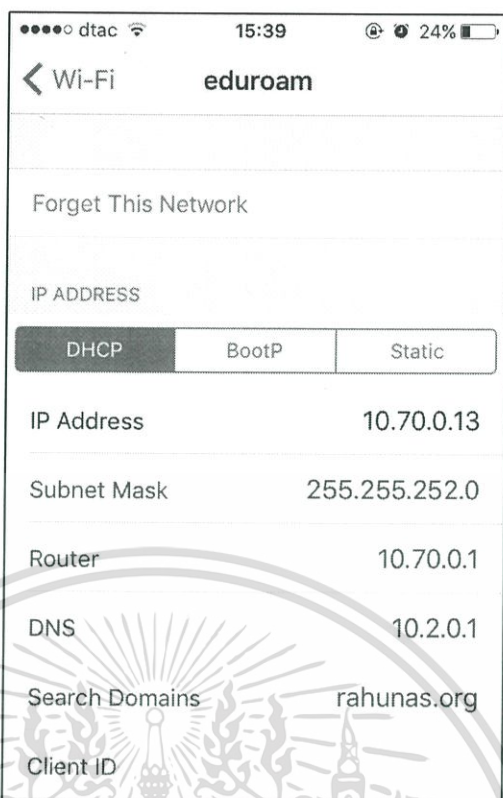 dtac 15:39 24%
Wi-Fi eduroam
Forget This Network
IP ADDRESS
DHCP BootP Static
IP Address 10.70.0.13
Subnet Mask 255.255.252.0
Router 10.70.0.1
DNS 10.2.0.1
Search Domains rahunas.org
Client ID